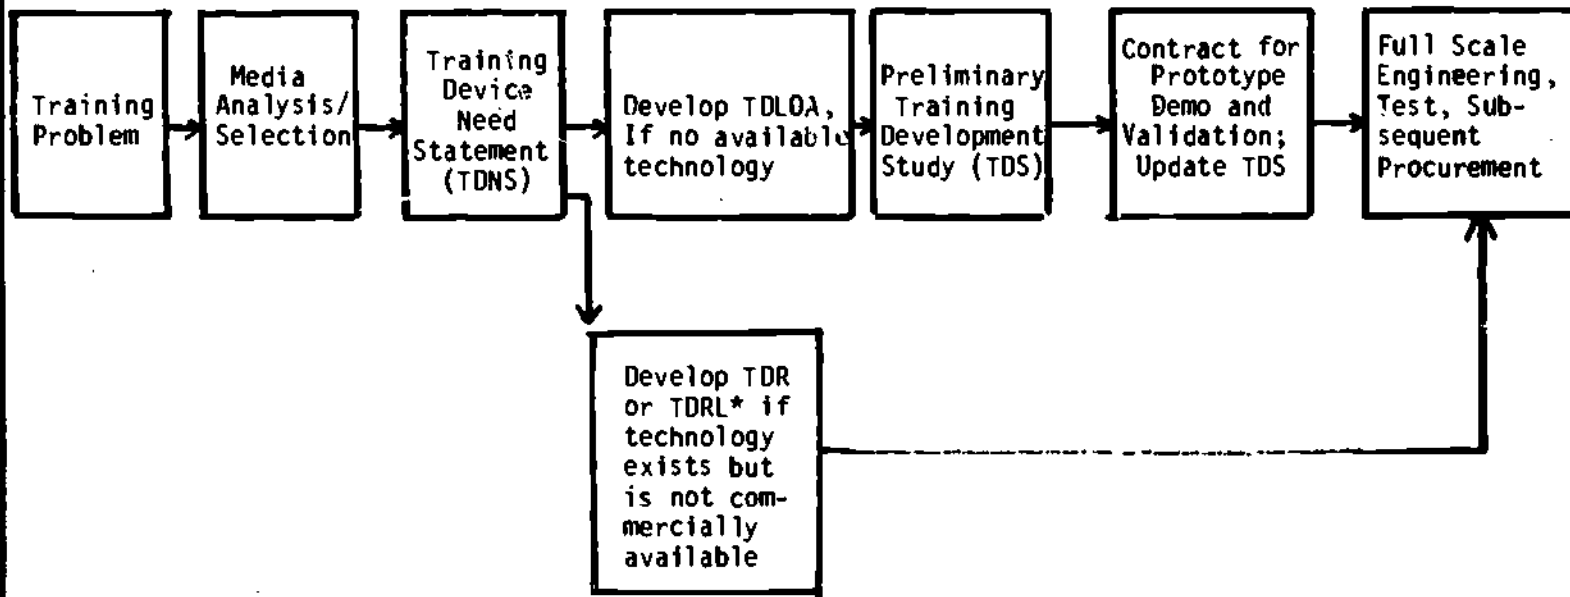 Training
Problem
Media
Analysis/
Selection
Training
Device
Need
Statement
(TDNS)
Develop TDLOA,
If no available
technology
Preliminary
Training
Development
Study (TDS)
Contract for
Prototype
Demo and
Validation;
Update TDS
Full Scale
Engineering,
Test, Sub-
sequent
Procurement
Develop TDR
or TDRL* if
technology
exists but
is not com-
mercially
available